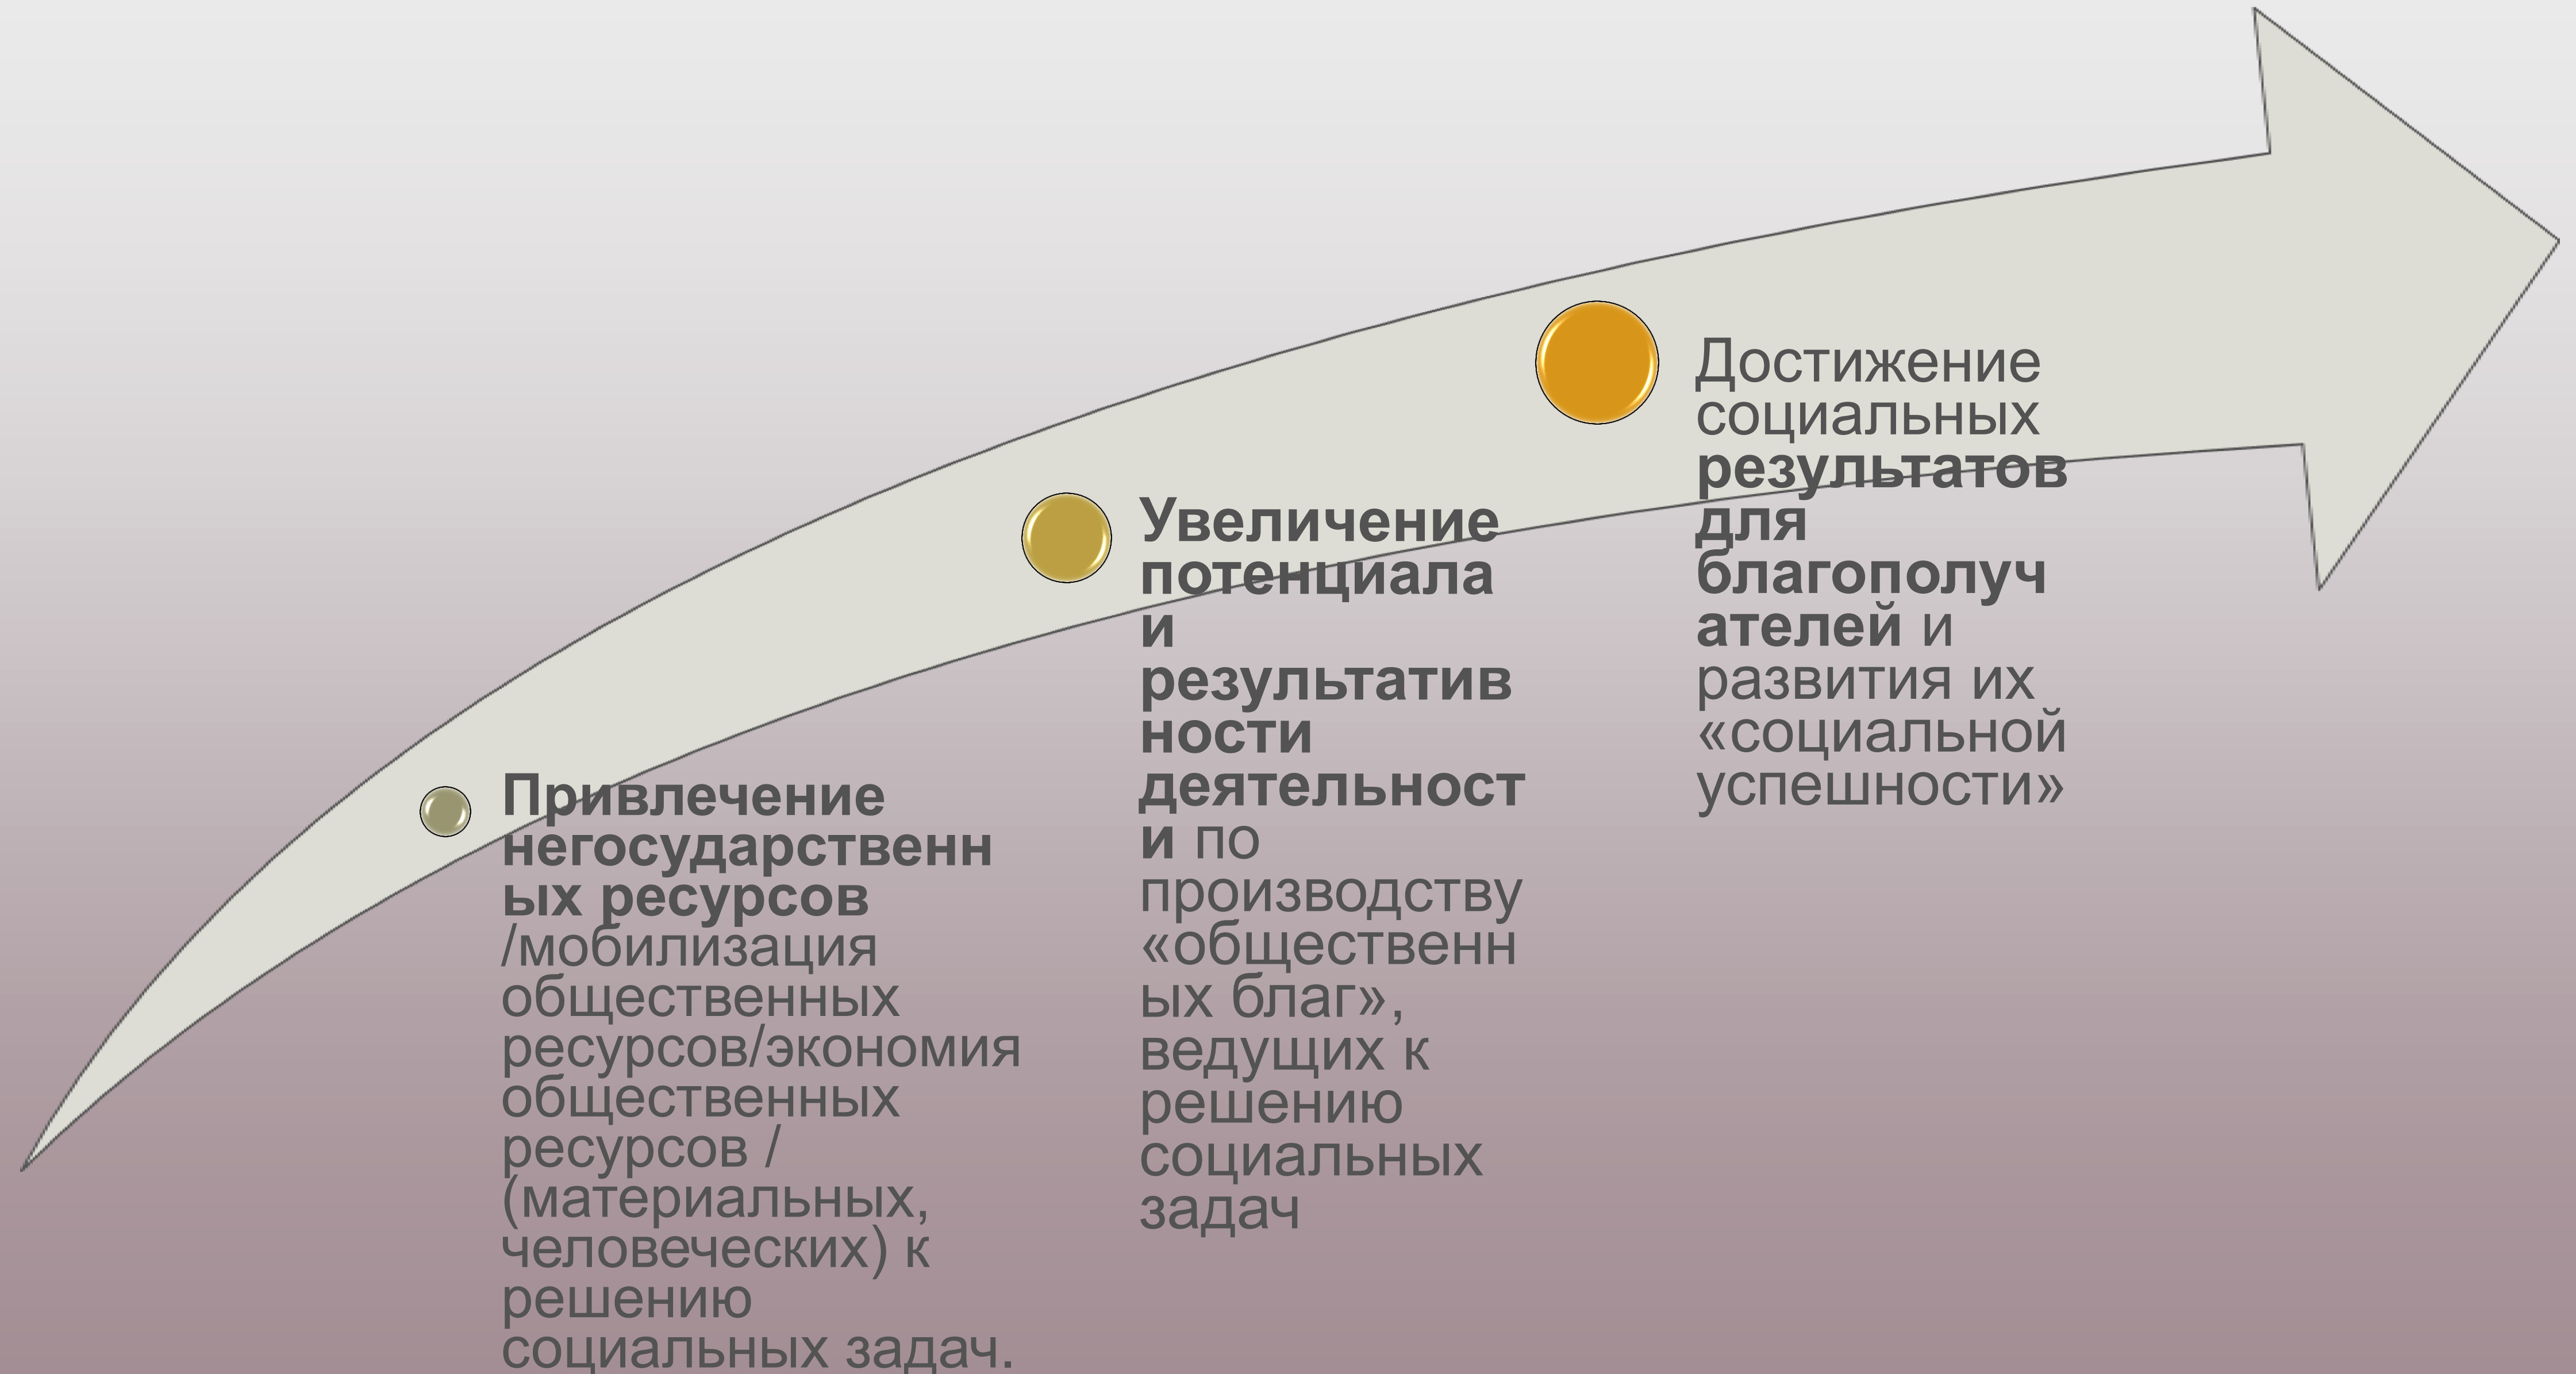 Привлечение
негосударственн
ых ресурсов
/мобилизация
общественных
ресурсов/экономия
общественных
ресурсов /
(материальных,
человеческих) к
решению
социальных задач.
Увеличение
потенциала
и
результатив
ности
деятельност
и по
производству
«общественн
ых благ»,
ведущих к
решению
социальных
задач
Достижение
социальных
результатов
для
благополуч
ателей и
развития их
«социальной
успешности»